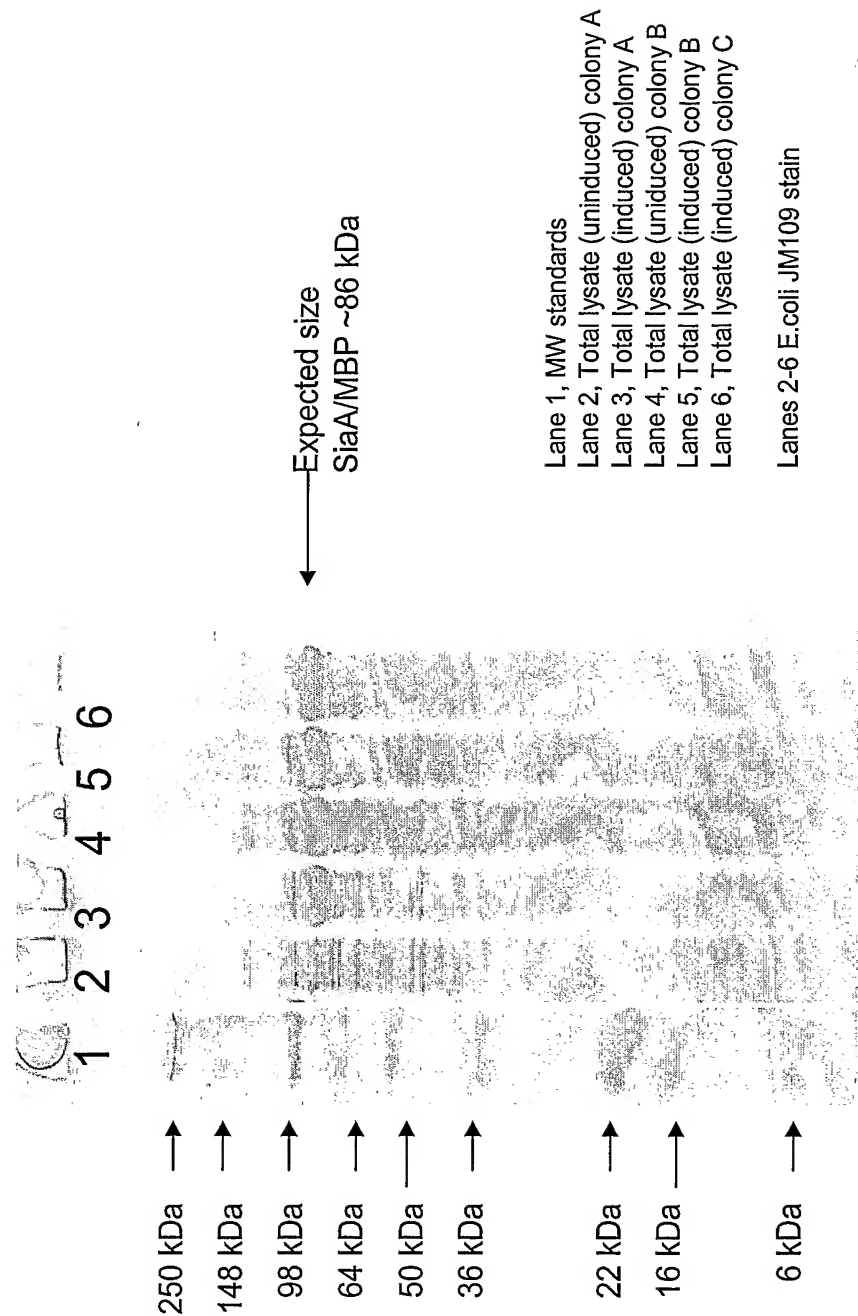 250 kDa
148 kDa
98 kDa
64 kDa
50 kDa
36 kDa
22 kDa
16 kDa
6 kDa
1 2 3 4 5 6
Expected size
SiaA/MBP ~86 kDa
Lane 1, MW standards
Lane 2, Total lysate (uninduced) colony A
Lane 3, Total lysate (induced) colony A
Lane 4, Total lysate (uniduced) colony B
Lane 5, Total lysate (induced) colony B
Lane 6, Total lysate (induced) colony C
Lanes 2-6 E.coli JM109 stain